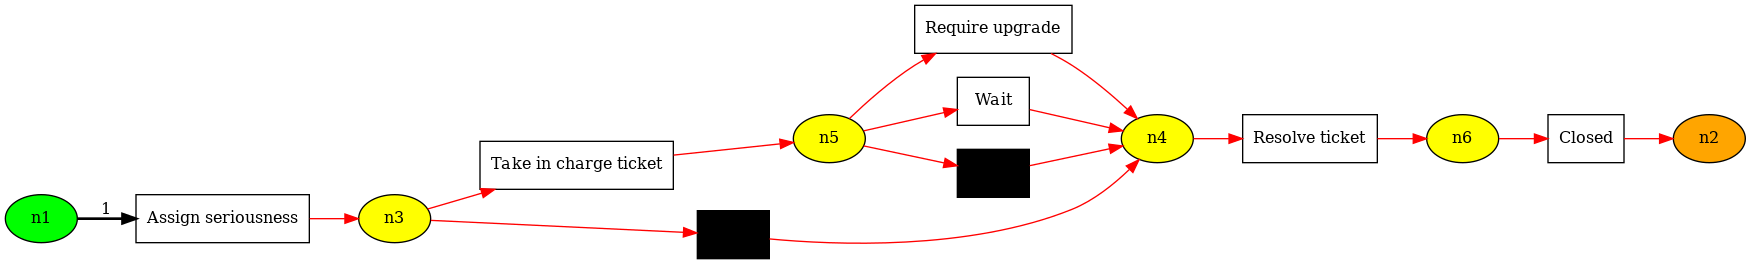 n1
1
Assign seriousness
n3
Take in charge ticket
n5
Require upgrade
Wait
n4
Resolve ticket
n6
Closed
n2